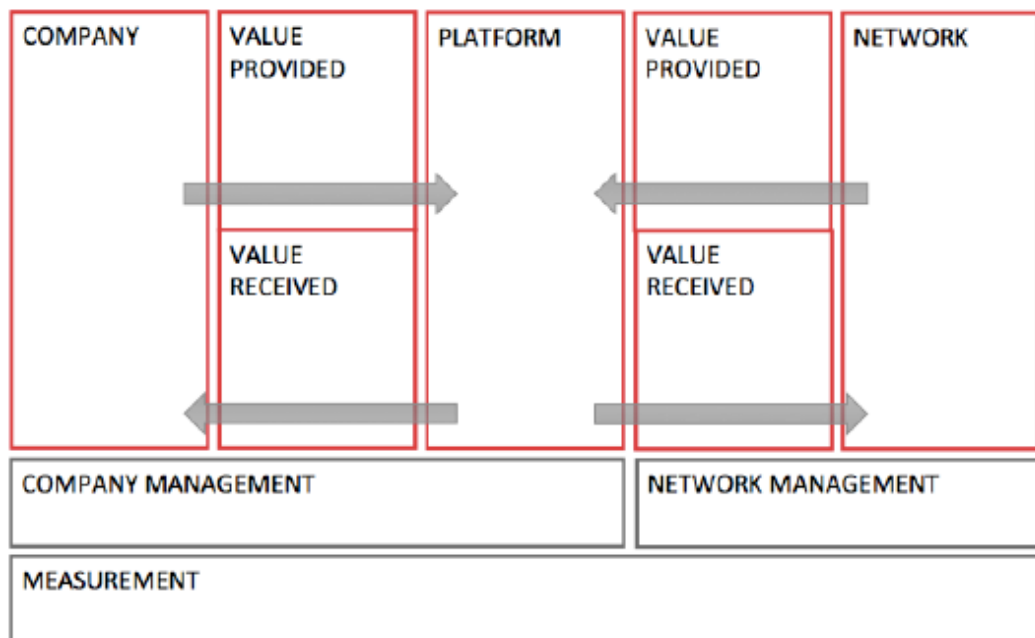 COMPANY
VALUE
PROVIDED
PLATFORM
VALUE
PROVIDED
NETWORK
VALUE
RECEIVED
VALUE
RECEIVED
COMPANY MANAGEMENT
NETWORK MANAGEMENT
MEASUREMENT